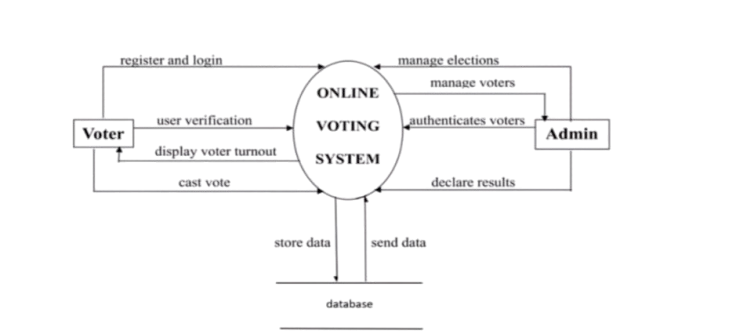 register and login
manage elections
manage voters
ONLINE
VOTING
SYSTEM
user verification
authenticates voters
Voter
Admin
display voter turnout
cast vote
declare results
store data
send data
database